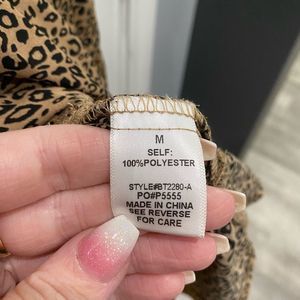 M
SELF:
100%POLYESTER
STYLE#BT2280-A
PO#P5555
MADE IN CHINA
SEE REVERSE
FOR CARE